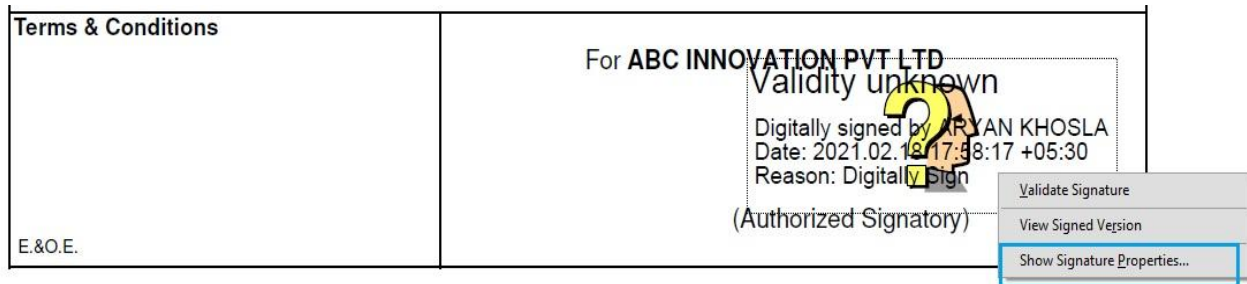 Terms & Conditions
For ABC INNOVATION PVT LTD
Validity unknown
Digitally signed by ARYAN KHOSLA
Date: 2021.02.18 17:58:17 +05:30
Reason: Digitally Sign
(Authorized Signatory)
E.&O.E.
Validate Signature
View Signed Version
Show Signature Properties...